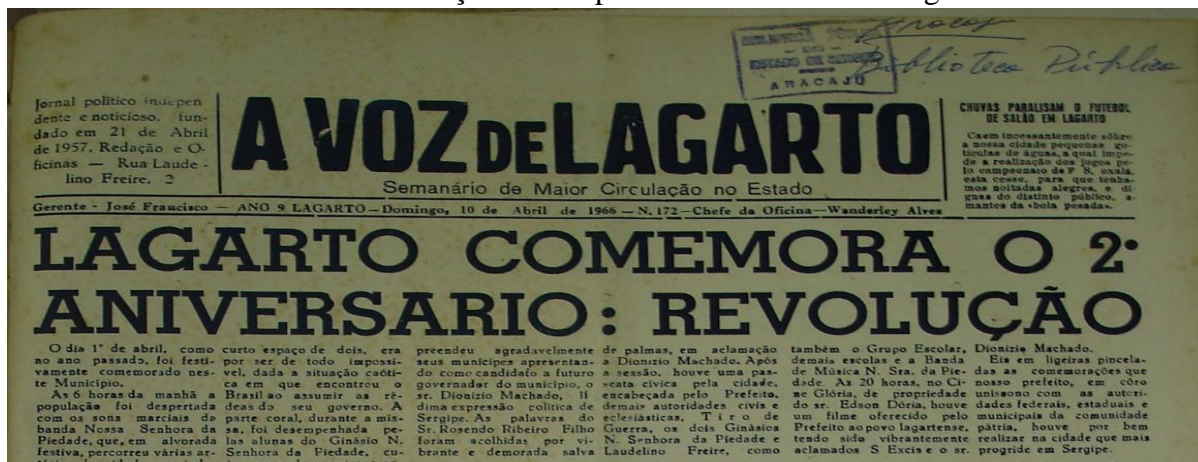 Aracaj
Biblioteca Pública
BIBLIOTECA PÚBLICA
DO
ESTADO DE SERGIPE
ARACAJU
Jornal político indepen
dente e noticioso, fun-
dado em 21 de Abril
de 1957. Redação e O-
ficinas — Rua Laude-
lino Freire, 2
A VOZ DE LAGARTO
Semanário de Maior Circulação no Estado
CHUVAS PARALISAM O FUTEBOL
DE SALÃO EM LAGARTO
Caem incessantemente sôbre
a nossa cidade pequenas go-
tículas de águas, a qual impe-
de a realização dos jogos pe-
lo campeonato de F S, oxalá,
esta cesse, para que tenha-
mos noitadas alegres, e di-
gnas do distinto público, a-
mantes da «bola pesada».
Gerente - José Francisco — ANO 9 LAGARTO — Domingo, 10 de Abril de 1966 — N. 172 — Chefe da Oficina — Wanderley Alves
LAGARTO COMEMORA O 2º
ANIVERSARIO: REVOLUÇÃO
O dia 1º de abril, como
no ano passado, foi festi-
vamente comemorado nes-
te Município.
As 6 horas da manhã a
população foi despertada
com os sons marciais da
banda Nossa Senhora da
Piedade, que, em alvorada
festiva, percorreu várias ar-
curto espaço de dois, era
por ser de todo impossi-
vel, dada a situação caóti-
ca em que encontrou o
Brasil ao assumir as rê-
deas do seu governo. A
parte coral, durante a mis-
sa, foi desempenhada pe-
las alunas do Ginásio N.
Senhora da Piedade, cu-
preendeu agradavelmente
seus munícipes apresentan-
do como candidato a futuro
governador do município, o
sr. Dionizio Machado, lí
dima expressão politica de
Sergipe. As palavras do
Sr. Rosendo Ribeiro Filho
foram acolhidas por vi-
brante e demorada salva
de palmas, em aclamação
a Dionizio Machado. Após
a sessão, houve uma pas-
seata civica pela cidade,
encabeçada pelo Prefeito,
demais autoridades civis e
eclesiásticas, Tiro de
Guerra, os dois Ginásios
N. Senhora da Piedade e
Laudelino Freire, como
também o Grupo Escolar,
demais escolas e a Banda
de Música N. Sra. da Pie-
dade. As 20 horas, no Ci-
ne Glória, de propriedade
do sr. Edson Dória, houve
um filme oferecido pelo
Prefeito ao povo lagartense,
tendo sido vibrantemente
aclamados S Excia e o sr.
Dionizio Machado.
Eis em ligeiras pincela-
das as comemorações que
nosso prefeito, em côro
unissono com as autori-
dades federais, estaduais e
municipais da comunidade
pátria, houve por bem
realizar na cidade que mais
progride em Sergipe.